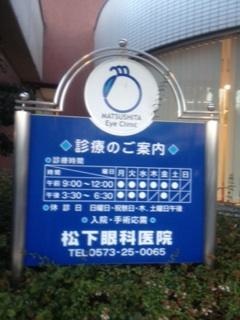 MATSUSHITA
Eye Clinic
◆診療のご案内◆
◇診療時間
時間 曜日 月 火 水 木 金 土 日
午前 9:00〜12:00 ● ● ● ● ● ● /
午後 3:30〜6:30 ● ● ● / ● / /
◇休診日 日曜日・祝祭日・木、土曜日午後
◇入院・手術応需◇
松下眼科医院
TEL0573-25-0065